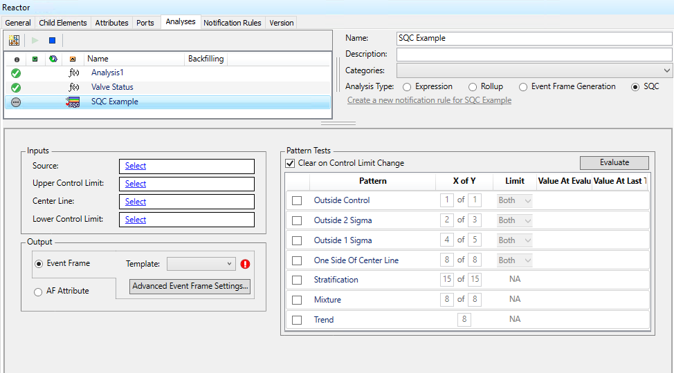 Reactor
General Child Elements Attributes Ports Analyses Notification Rules Version
Name Backfilling
f(x) Analysis1
f(x) Valve Status
SQC Example
Name: SQC Example
Description:
Categories:
Analysis Type: Expression Rollup Event Frame Generation SQC
Create a new notification rule for SQC Example
Inputs
Source: Select
Upper Control Limit: Select
Center Line: Select
Lower Control Limit: Select
Output
Event Frame Template:
AF Attribute Advanced Event Frame Settings...
Pattern Tests
Clear on Control Limit Change Evaluate
Pattern X of Y Limit Value At Evalu Value At Last T
Outside Control 1 of 1 Both
Outside 2 Sigma 2 of 3 Both
Outside 1 Sigma 4 of 5 Both
One Side Of Center Line 8 of 8 Both
Stratification 15 of 15 NA
Mixture 8 of 8 NA
Trend 8 NA